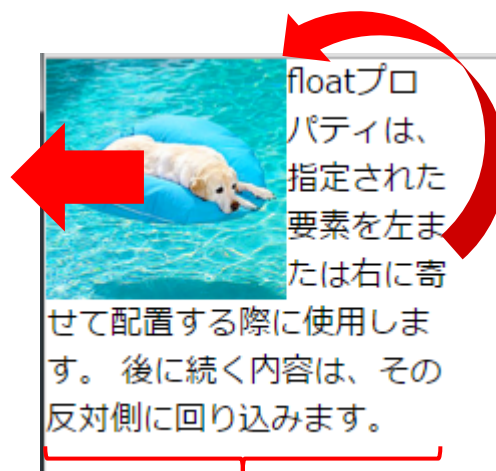 floatプロ
パティは、
指定された
要素を左ま
たは右に寄
せて配置する際に使用しま
す。 後に続く内容は、その
反対側に回り込みます。